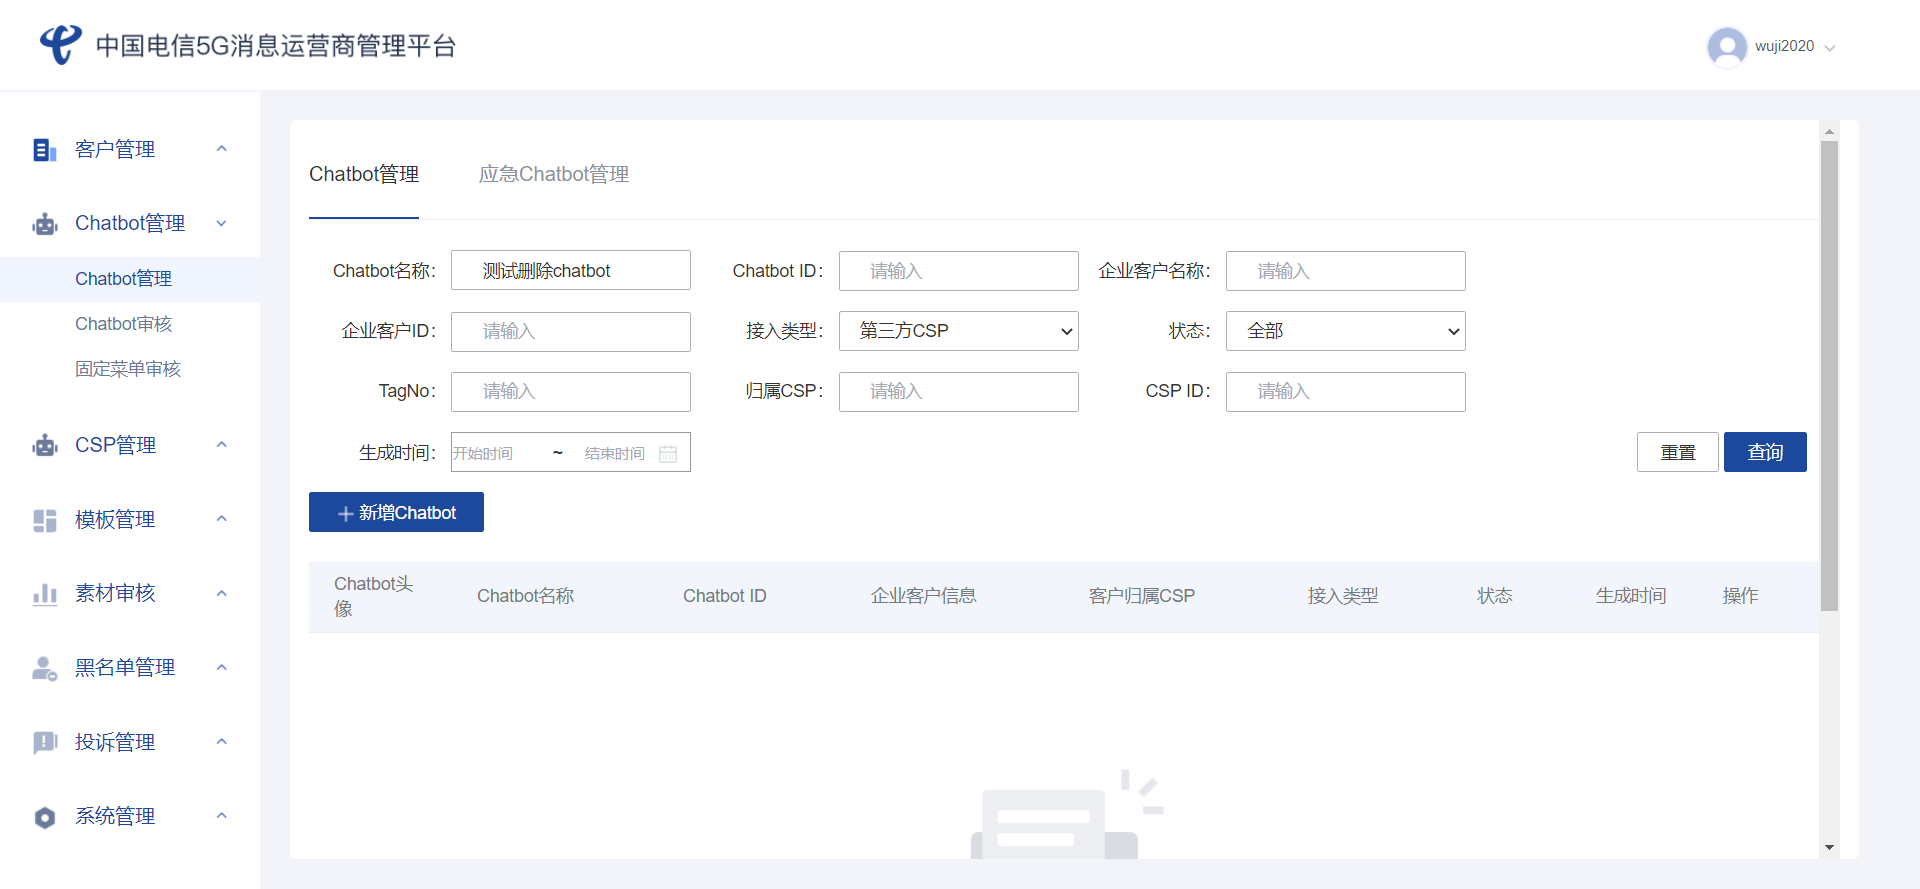 中国电信5G消息运营商管理平台
wuji2020
客户管理
Chatbot管理
Chatbot管理
Chatbot审核
固定菜单审核
CSP管理
模板管理
素材审核
黑名单管理
投诉管理
系统管理
Chatbot管理 应急Chatbot管理
Chatbot名称: 测试删除chatbot Chatbot ID: 请输入 企业客户名称: 请输入
企业客户ID: 请输入 接入类型: 第三方CSP 状态: 全部
TagNo: 请输入 归属CSP: 请输入 CSP ID: 请输入
生成时间: 开始时间 ~ 结束时间 重置 查询
新增Chatbot
Chatbot头像 Chatbot名称 Chatbot ID 企业客户信息 客户归属CSP 接入类型 状态 生成时间 操作